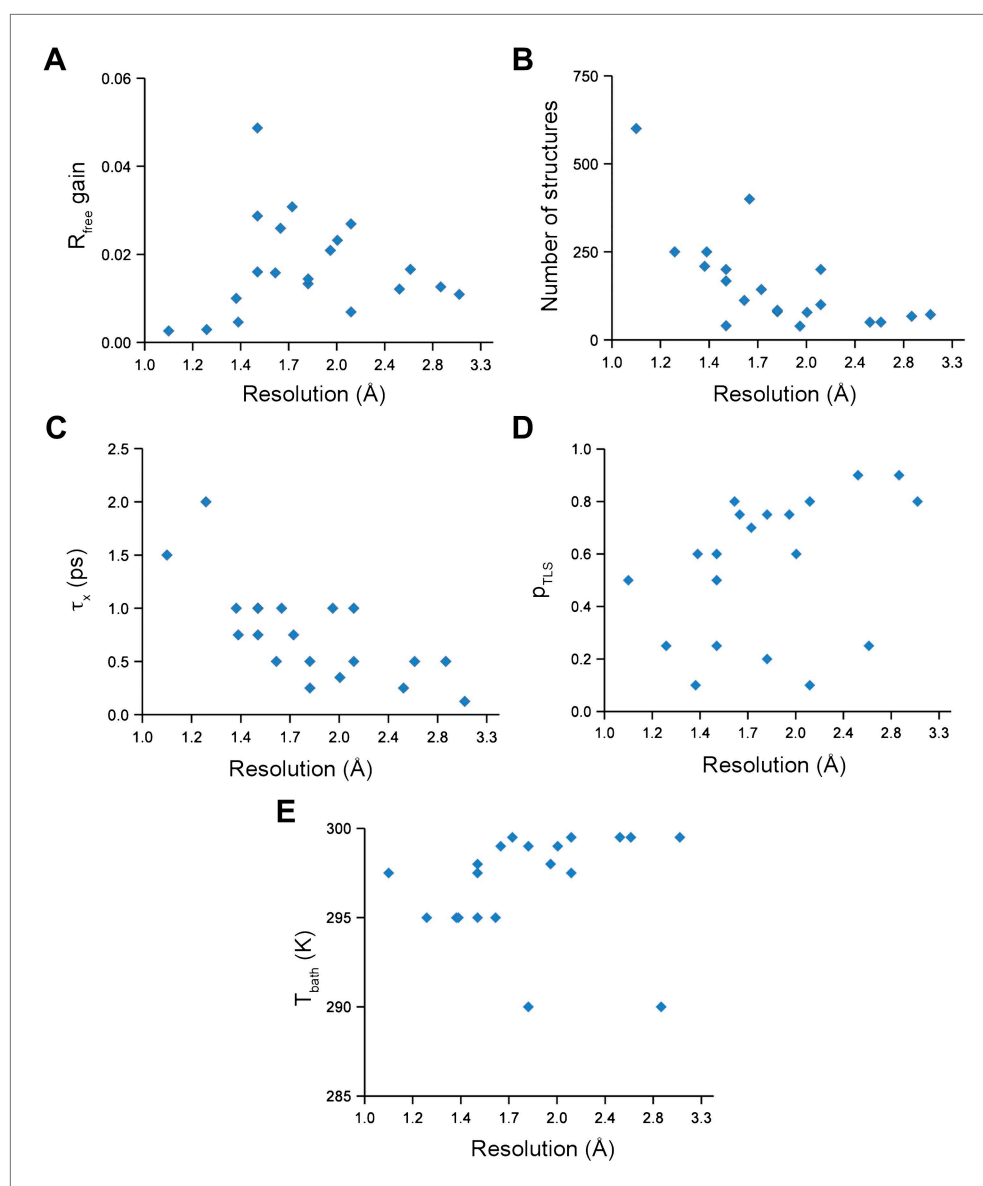 A
0.06
0.04
0.02
0.00
R_free gain
1.0 1.2 1.4 1.7 2.0 2.4 2.8 3.3
Resolution (Å)
B
750
500
250
0
Number of structures
1.0 1.2 1.4 1.7 2.0 2.4 2.8 3.3
Resolution (Å)
C
2.5
2.0
1.5
1.0
0.5
0.0
τ_x (ps)
1.0 1.2 1.4 1.7 2.0 2.4 2.8 3.3
Resolution (Å)
D
1.0
0.8
0.6
0.4
0.2
0.0
p_TLS
1.0 1.2 1.4 1.7 2.0 2.4 2.8 3.3
Resolution (Å)
E
300
295
290
285
T_bath (K)
1.0 1.2 1.4 1.7 2.0 2.4 2.8 3.3
Resolution (Å)